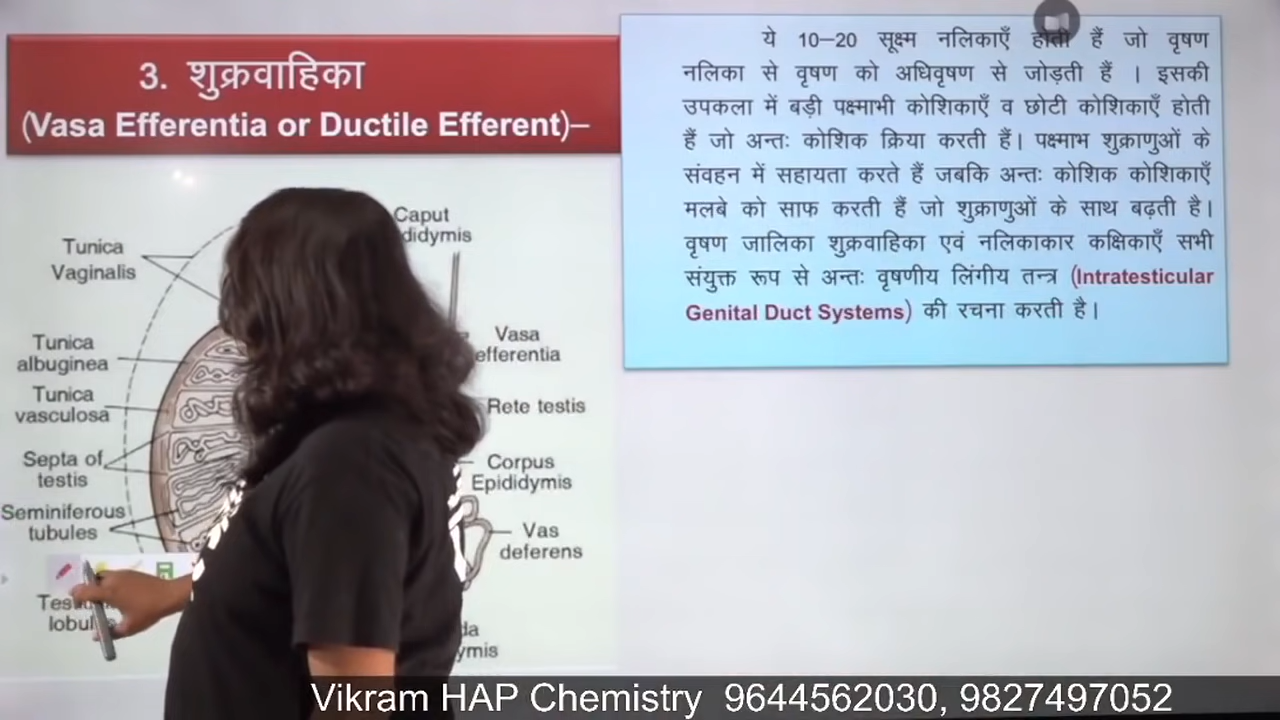 3. शुक्रवाहिका
(Vasa Efferentia or Ductile Efferent)–
ये 10–20 सूक्ष्म नलिकाएँ होती हैं जो वृषण
नलिका से वृषण को अधिवृषण से जोड़ती हैं । इसकी
उपकला में बड़ी पक्ष्माभी कोशिकाएँ व छोटी कोशिकाएँ होती
हैं जो अन्तः कोशिक क्रिया करती हैं। पक्ष्माभ शुक्राणुओं के
संवहन में सहायता करते हैं जबकि अन्तः कोशिक कोशिकाएँ
मलबे को साफ करती हैं जो शुक्राणुओं के साथ बढ़ती है।
वृषण जालिका शुक्रवाहिका एवं नलिकाकार कक्षिकाएँ सभी
संयुक्त रूप से अन्तः वृषणीय लिंगीय तन्त्र (Intratesticular
Genital Duct Systems) की रचना करती है।
Tunica
Vaginalis
Tunica
albuginea
Tunica
vasculosa
Septa of
testis
Seminiferous
tubules
Caput
Vasa
efferentia
Rete testis
Corpus
Epididymis
Vas
deferens
Vikram HAP Chemistry 9644562030, 9827497052